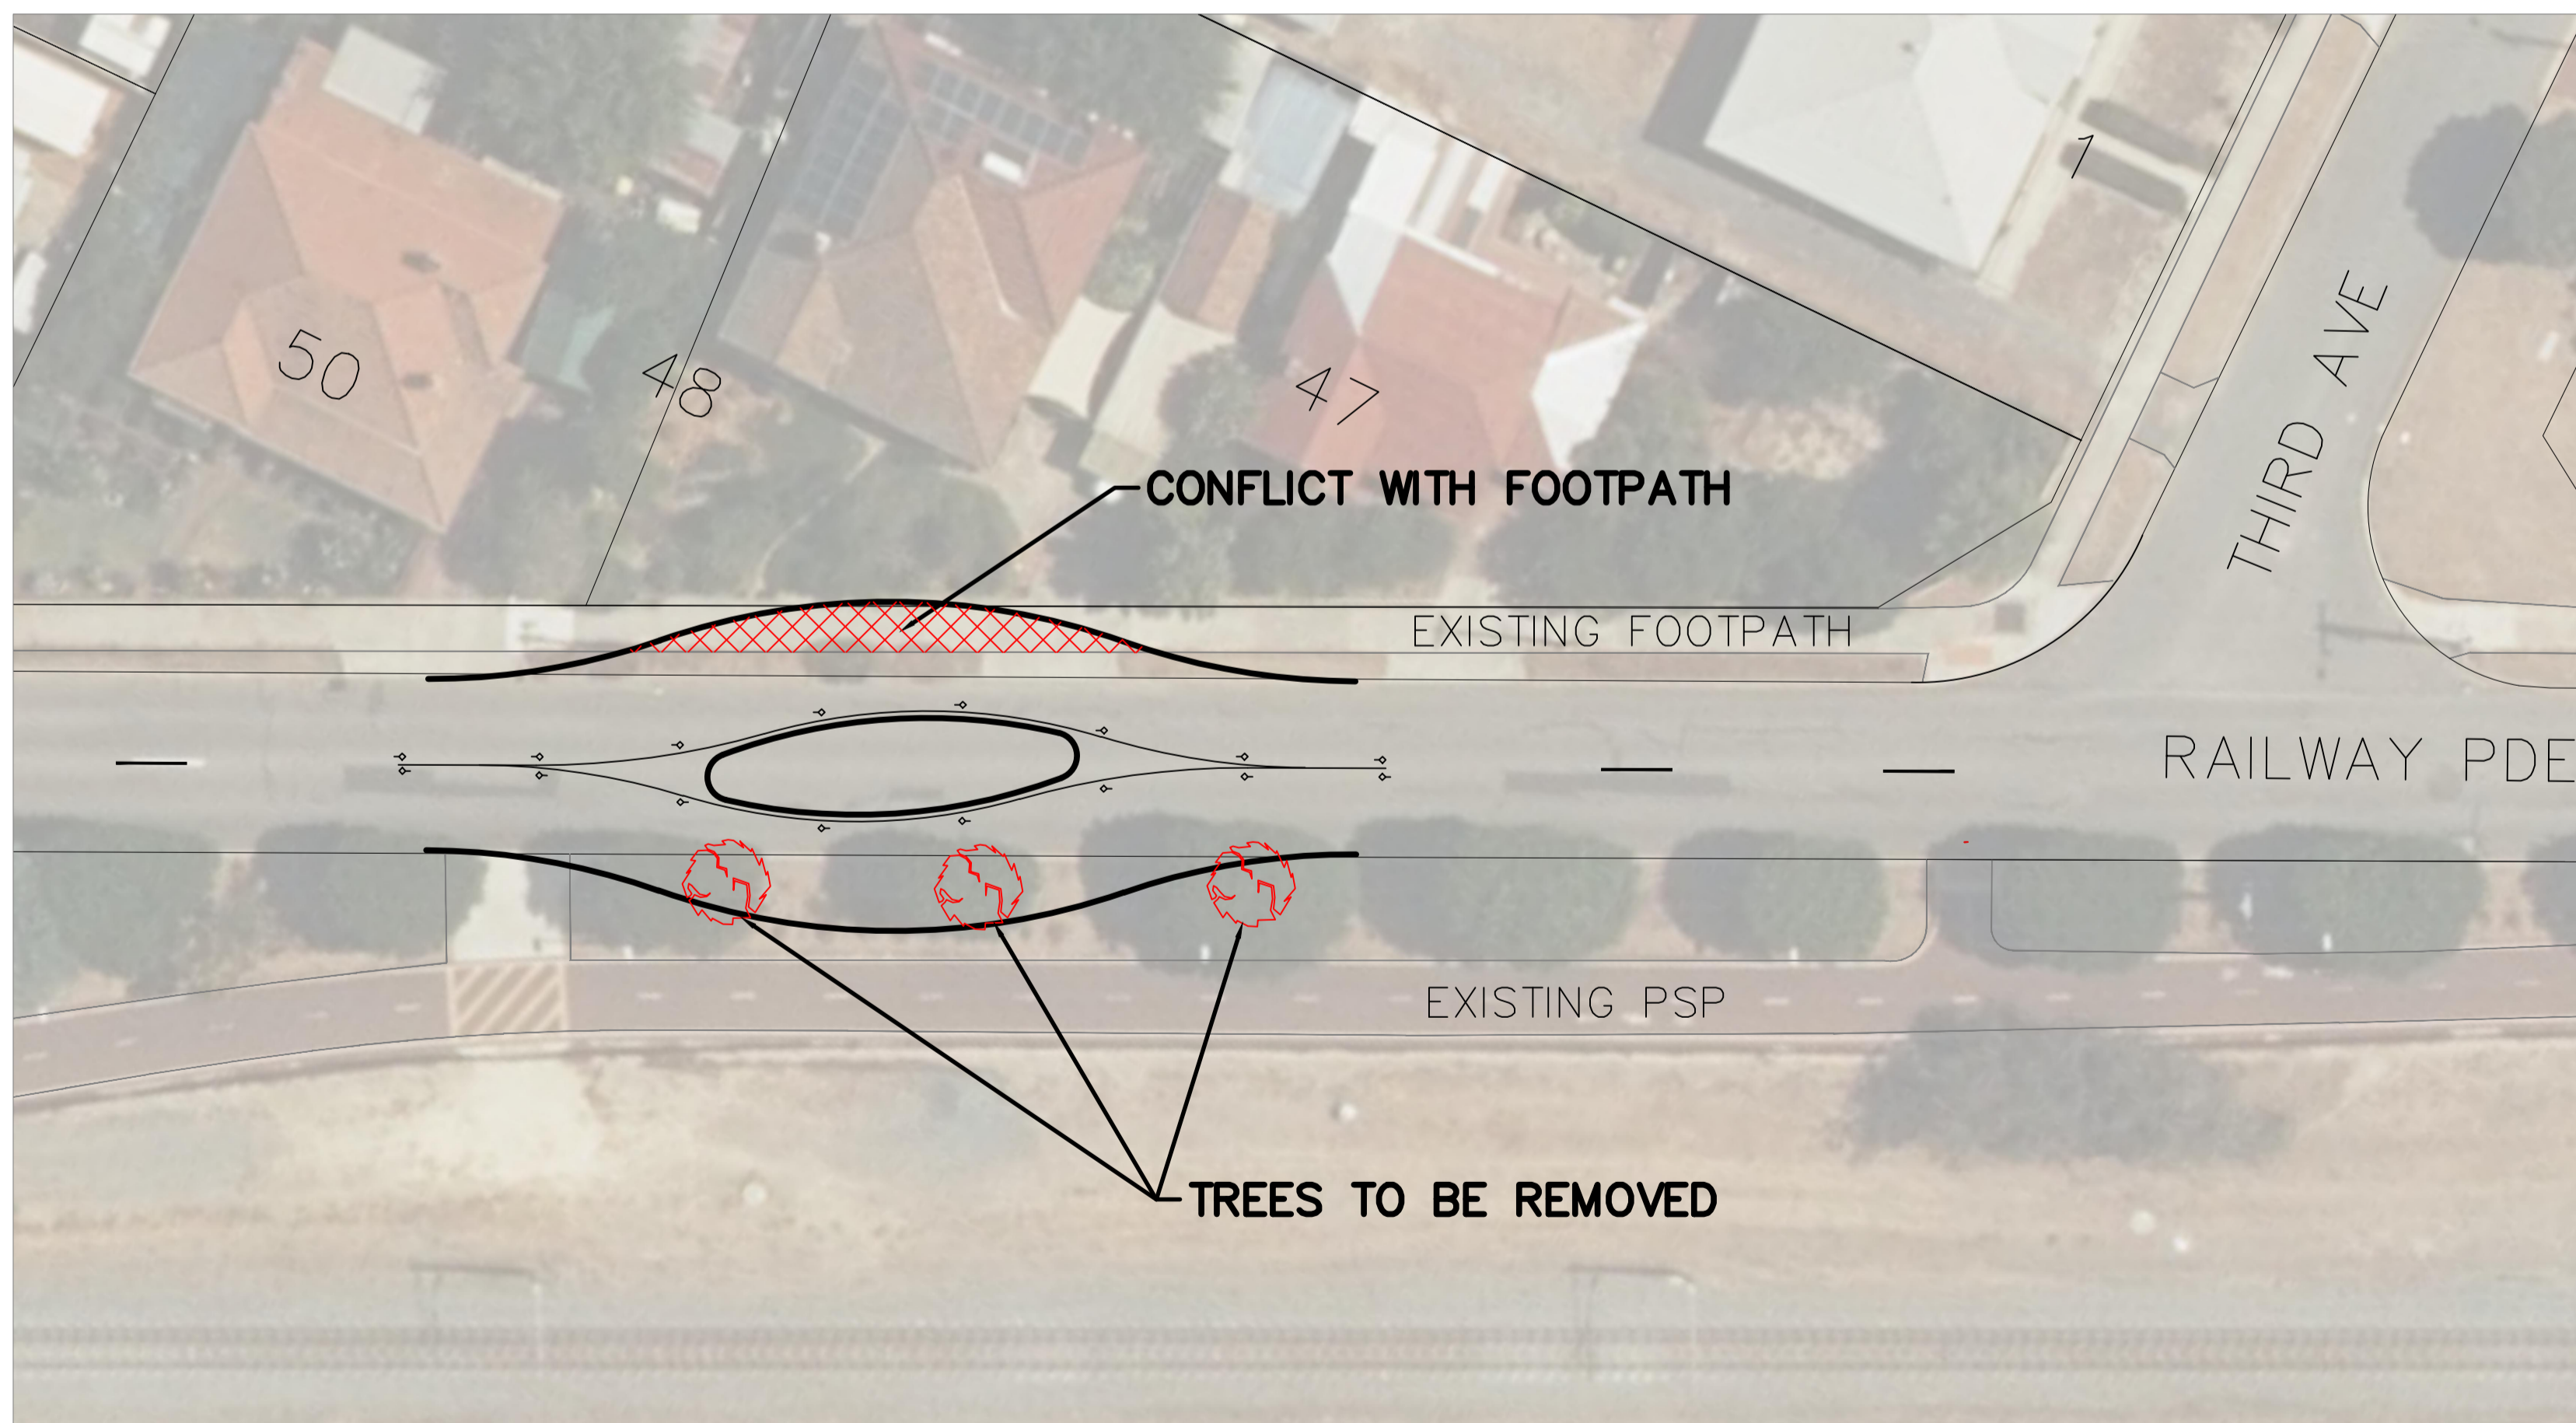 1
THIRD AVE
50
48
47
CONFLICT WITH FOOTPATH
EXISTING FOOTPATH
RAILWAY PDE
EXISTING PSP
TREES TO BE REMOVED